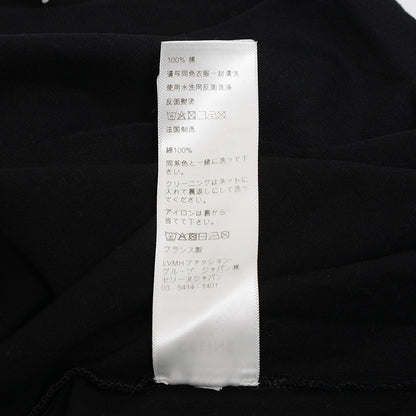 100% 棉
请与同色衣服一起清洗
使用水洗网反面洗净
反面熨烫
法国制造
綿100%
同系色と一緒に洗って下
さい。
クリーニングはネットに
入れて裏返しにて洗っ
てください。
アイロンは裏から
当てて下さい。
フランス製
LVMHファッション・
グループ・ジャパン㈱
セリーヌジャパン
03-5414-1401